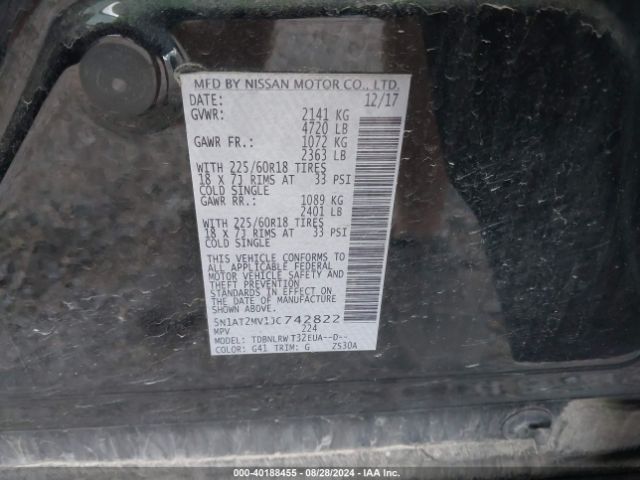 MFD BY NISSAN MOTOR CO., LTD.
DATE: 12/17
GVWR: 2141 KG
4720 LB
GAWR FR.: 1072 KG
2363 LB
WITH 225/60R18 TIRES
18 X 7J RIMS AT 33 PSI
COLD SINGLE
GAWR RR.: 1089 KG
2401 LB
WITH 225/60R18 TIRES
18 X 7J RIMS AT 33 PSI
COLD SINGLE
THIS VEHICLE CONFORMS TO
ALL APPLICABLE FEDERAL
MOTOR VEHICLE SAFETY AND
THEFT PREVENTION
STANDARDS IN EFFECT ON
THE DATE OF MANUFACTURE
SHOWN ABOVE.
5N1AT2MV1JC742822
MPV 224
MODEL: TDBNLRW T32EUA--D--
COLOR: G41 TRIM: G ZS30A
000-40188455 - 08/28/2024 - IAA Inc.